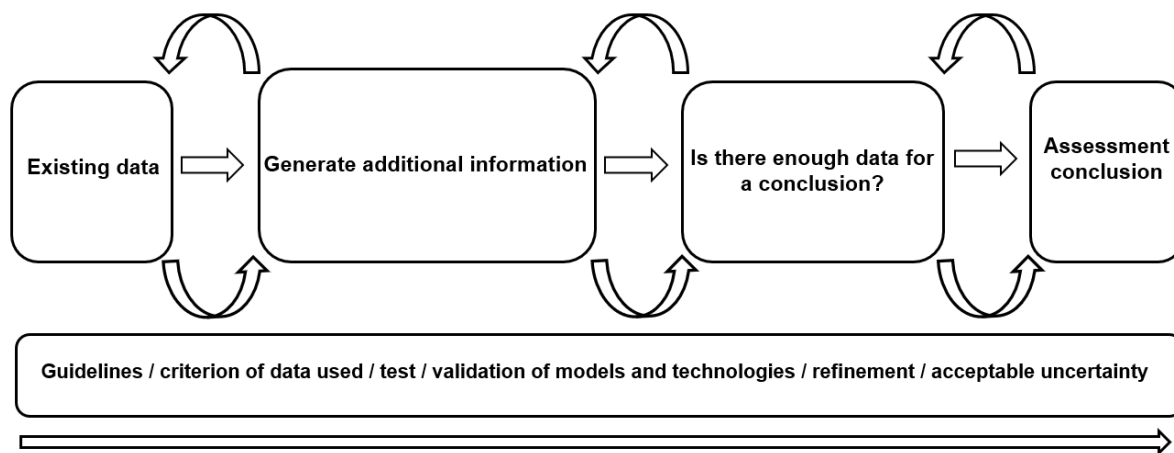 Existing data
Generate additional information
Is there enough data for
a conclusion?
Assessment
conclusion
Guidelines / criterion of data used / test / validation of models and technologies / refinement / acceptable uncertainty